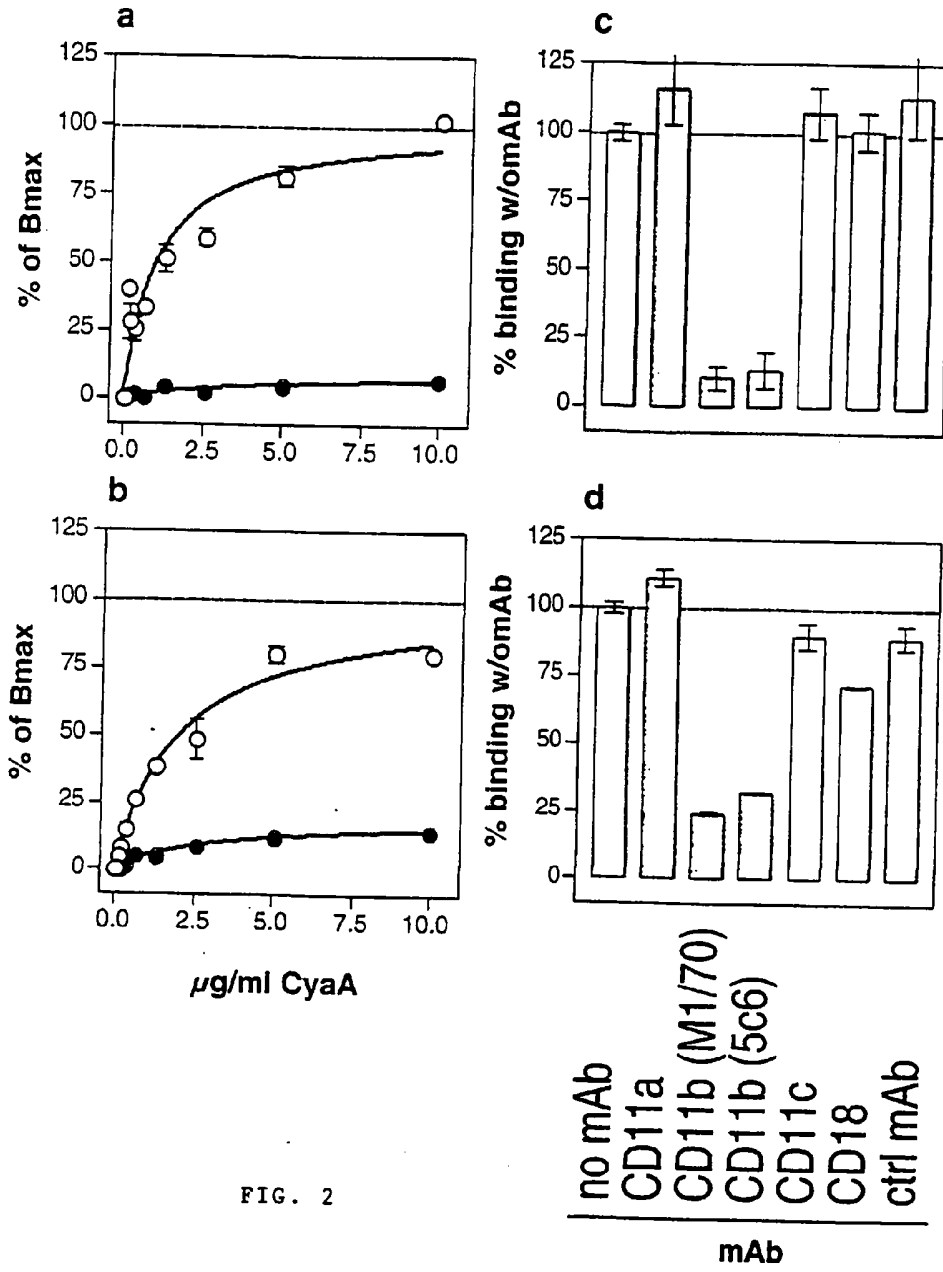 a
125
100
75
50
25
0
% of Bmax
0.0 2.5 5.0 7.5 10.0
b
125
100
75
50
25
0
% of Bmax
0.0 2.5 5.0 7.5 10.0
µg/ml CyaA
c
125
100
75
50
25
0
% binding w/omAb
d
125
100
75
50
25
0
% binding w/omAb
no mAb
CD11a
CD11b (M1/70)
CD11b (5c6)
CD11c
CD18
ctrl mAb
mAb
FIG. 2